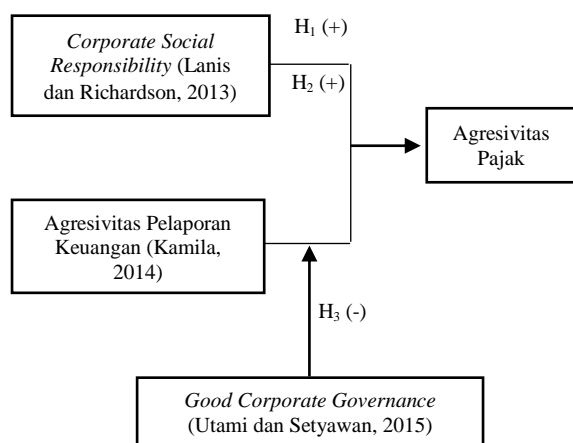 Corporate Social
Responsibility (Lanis
dan Richardson, 2013)
H₁ (+)
H₂ (+)
Agresivitas
Pajak
Agresivitas Pelaporan
Keuangan (Kamila,
2014)
H₃ (-)
Good Corporate Governance
(Utami dan Setyawan, 2015)